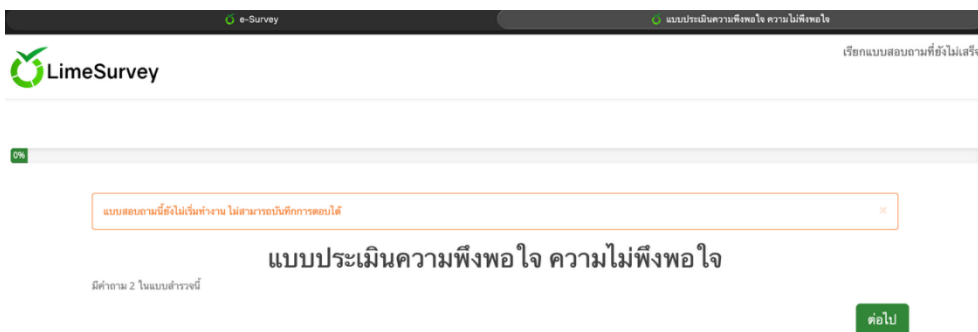 e-Survey
แบบประเมินความพึงพอใจ ความไม่พึงพอใจ
LimeSurvey
เรียกแบบสอบถามที่ยังไม่เสร็จ
0%
แบบสอบถามนี้ยังไม่เริ่มทำงาน ไม่สามารถบันทึกการตอบได้
×
แบบประเมินความพึงพอใจ ความไม่พึงพอใจ
มีคำถาม 2 ในแบบสำรวจนี้
ต่อไป